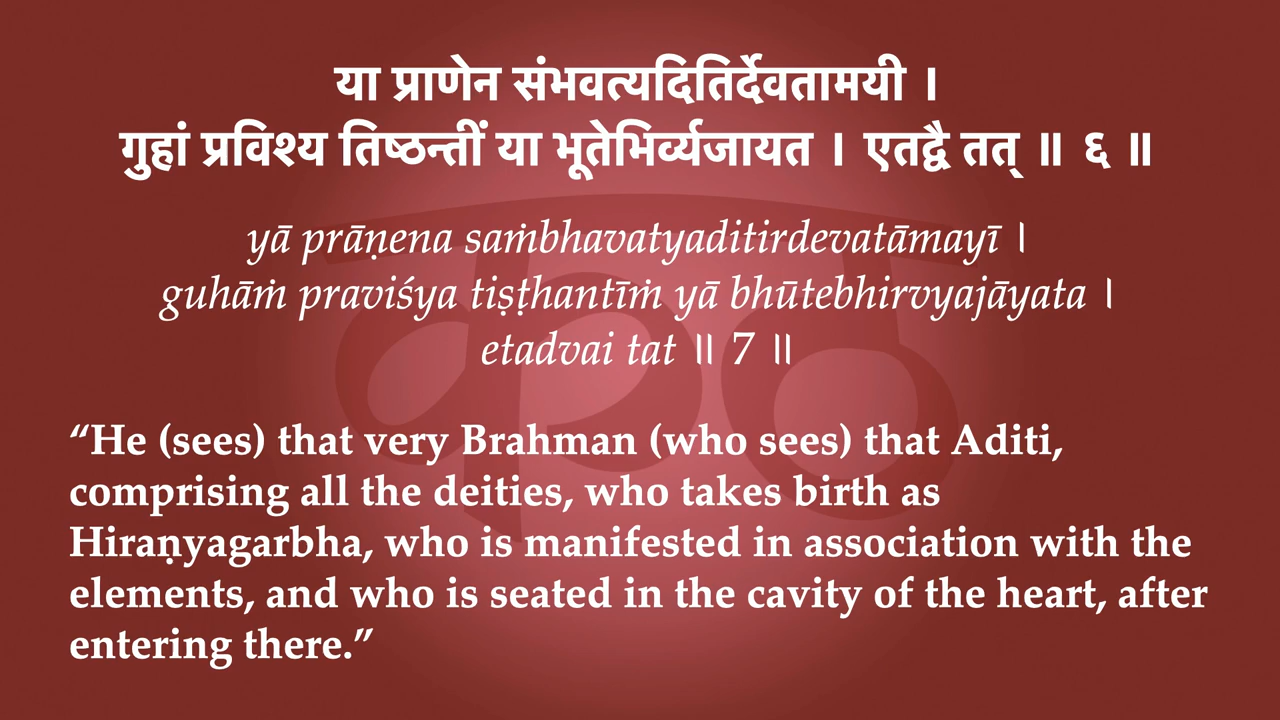 या प्राणेन संभवत्यदितिर्देवतामयी ।
गुहां प्रविश्य तिष्ठन्तीं या भूतेभिर्व्यजायत । एतद्वै तत् ॥ ६ ॥
yā prāṇena saṁbhavatyaditirdevatāmayī ।
guhāṁ praviśya tiṣṭhantīṁ yā bhūtebhirvyajāyata ।
etadvai tat ॥ 7 ॥
“He (sees) that very Brahman (who sees) that Aditi,
comprising all the deities, who takes birth as
Hiraṇyagarbha, who is manifested in association with the
elements, and who is seated in the cavity of the heart, after
entering there.”
कठ